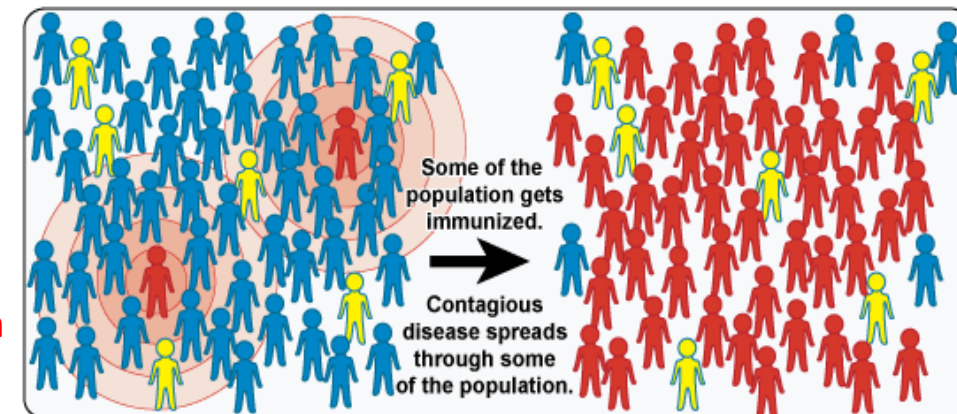 Some of the
population gets
immunized.
Contagious
disease spreads
through some
of the population.